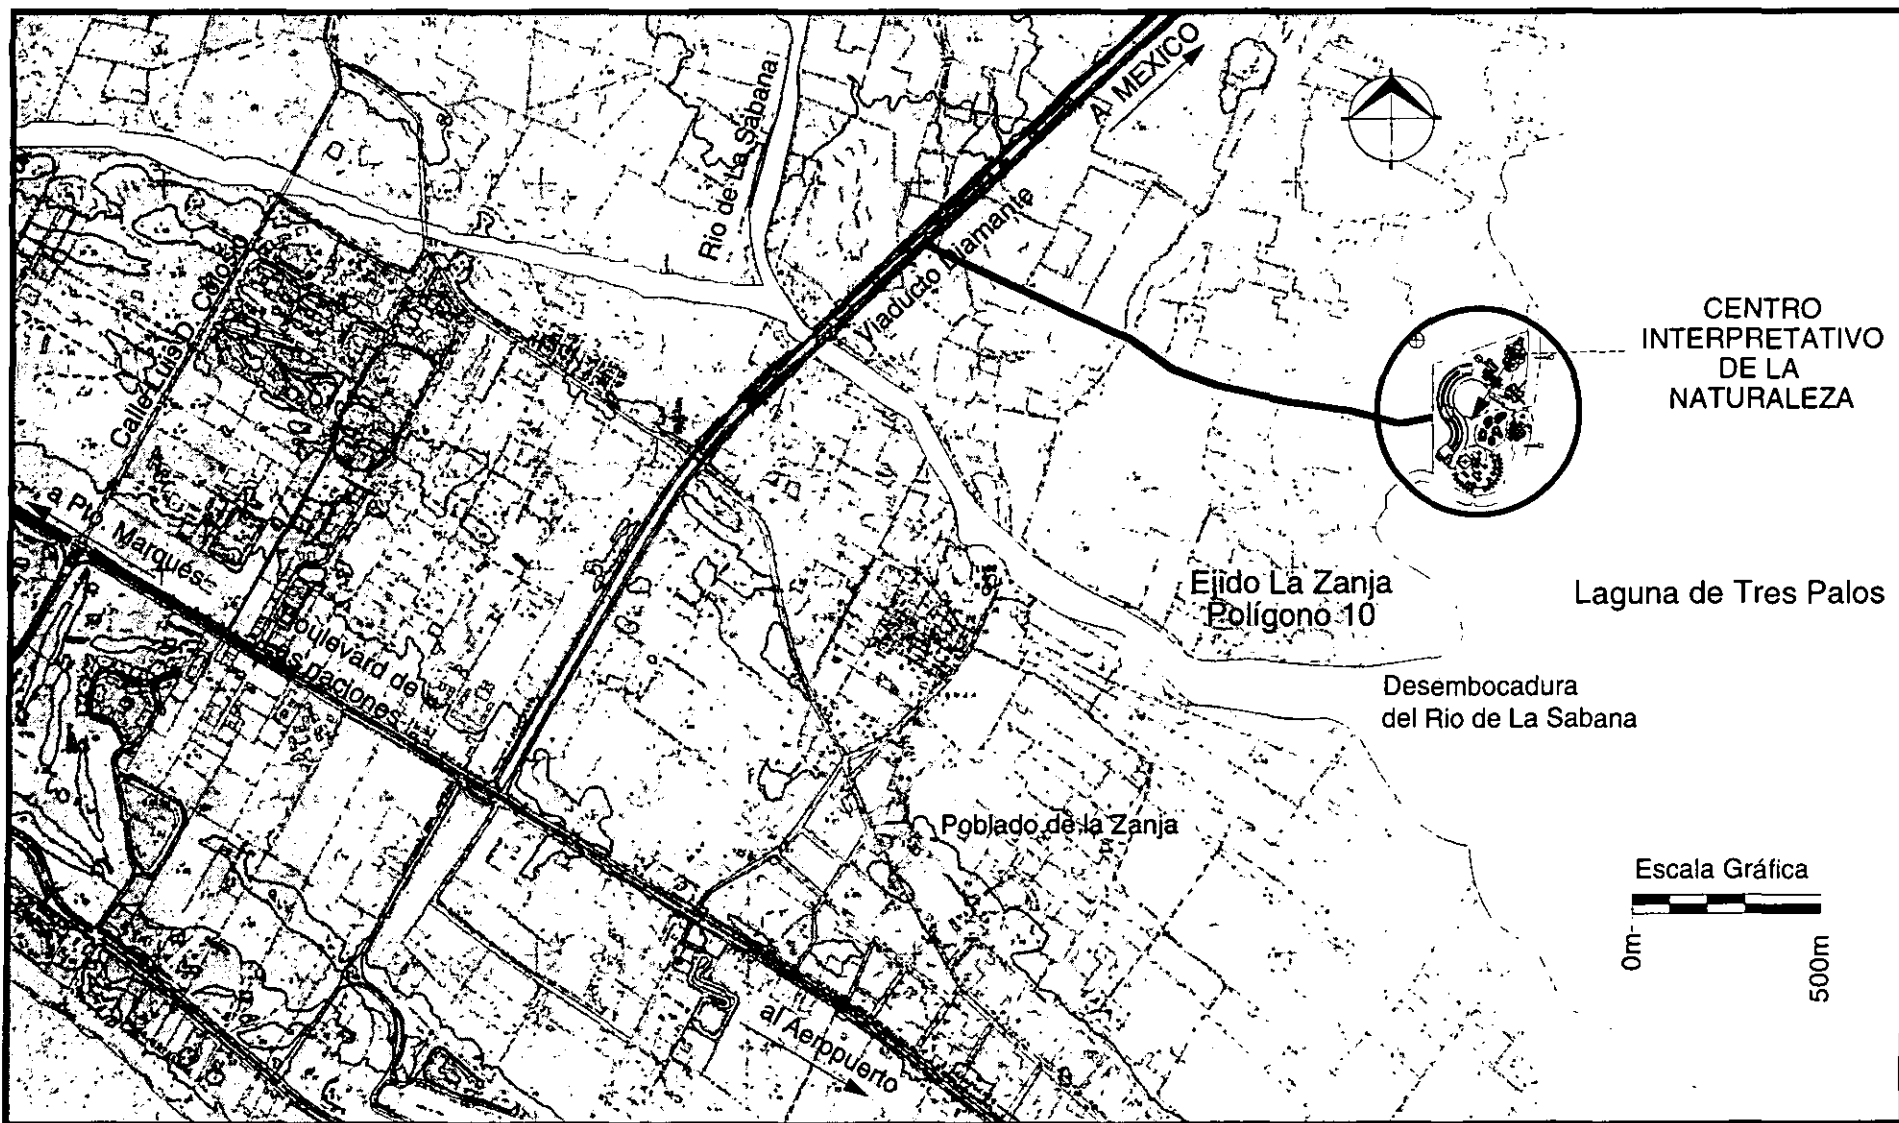 A MEXICO
Rio de La Sabana
Viaducto Diamante
CENTRO
INTERPRETATIVO
DE LA
NATURALEZA
Calle Luis D. Coloso
a Pto. Marques
Boulevard de
las naciones
Ejido La Zanja
Polígono 10
Laguna de Tres Palos
Desembocadura
del Rio de La Sabana
Poblado de la Zanja
Escala Gráfica
0m
500m
al Aeropuerto